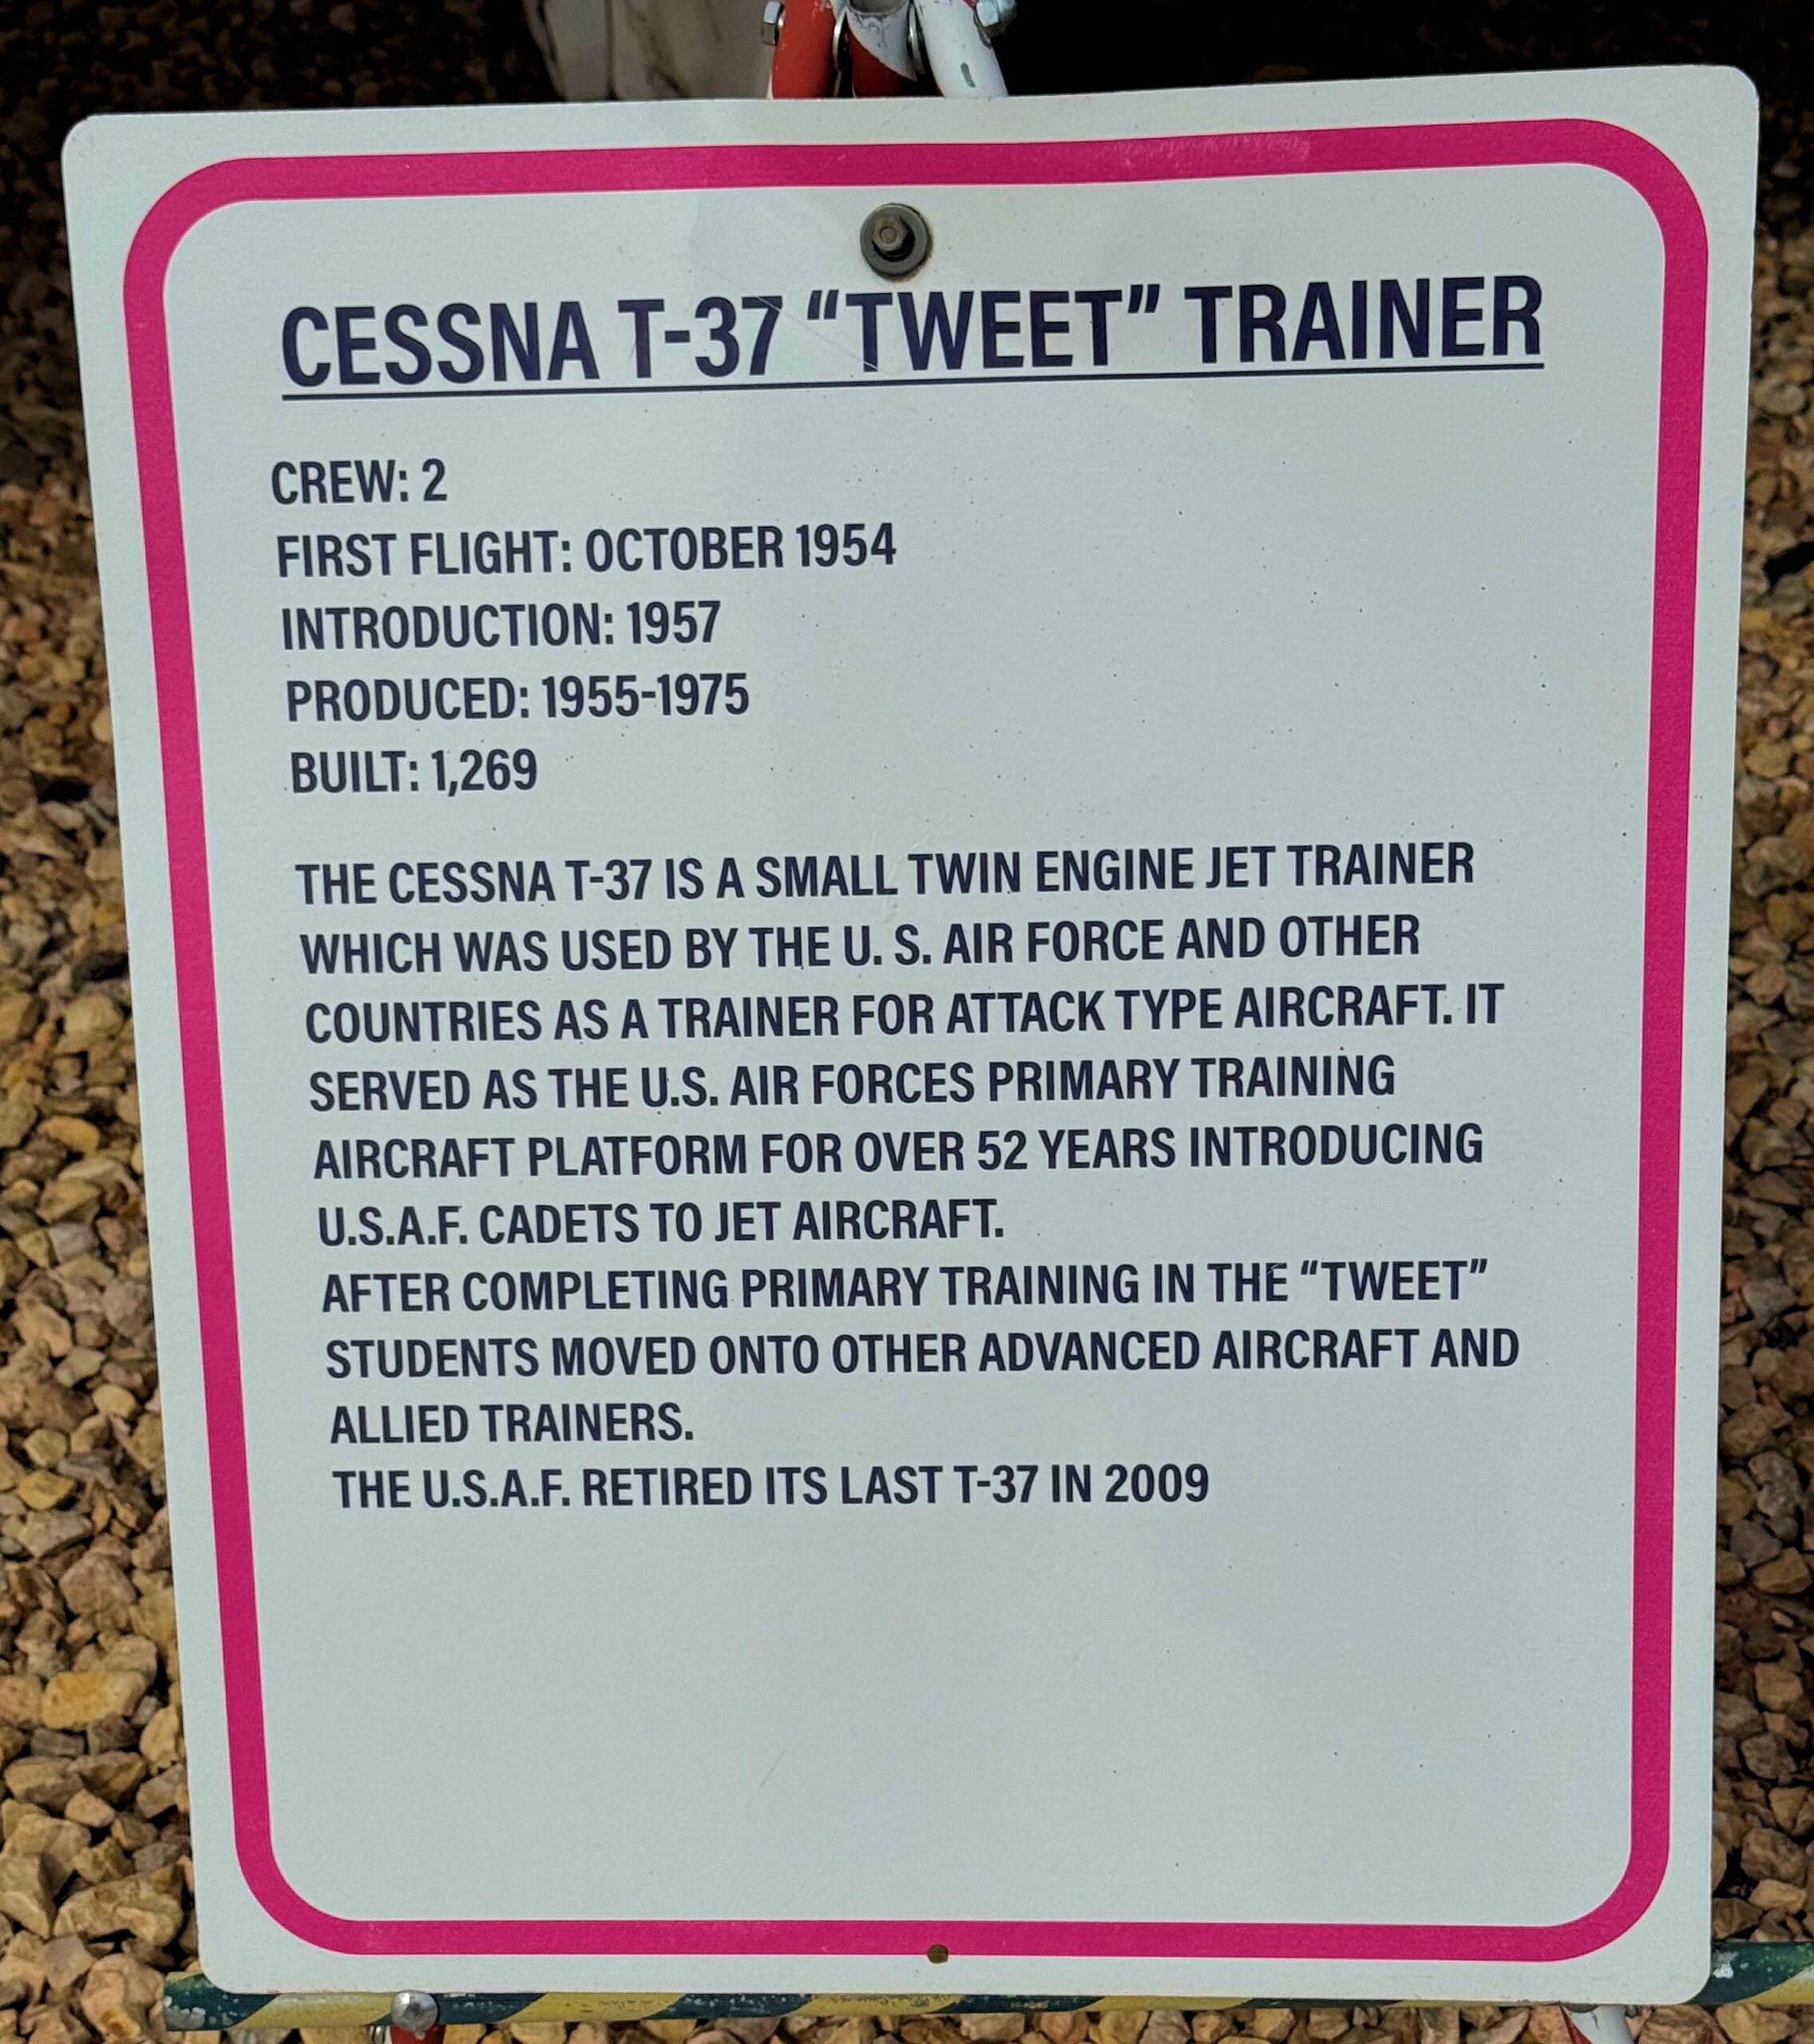 CESSNA T-37 “TWEET” TRAINER
CREW: 2
FIRST FLIGHT: OCTOBER 1954
INTRODUCTION: 1957
PRODUCED: 1955-1975
BUILT: 1,269
THE CESSNA T-37 IS A SMALL TWIN ENGINE JET TRAINER
WHICH WAS USED BY THE U. S. AIR FORCE AND OTHER
COUNTRIES AS A TRAINER FOR ATTACK TYPE AIRCRAFT. IT
SERVED AS THE U.S. AIR FORCES PRIMARY TRAINING
AIRCRAFT PLATFORM FOR OVER 52 YEARS INTRODUCING
U.S.A.F. CADETS TO JET AIRCRAFT.
AFTER COMPLETING PRIMARY TRAINING IN THE “TWEET”
STUDENTS MOVED ONTO OTHER ADVANCED AIRCRAFT AND
ALLIED TRAINERS.
THE U.S.A.F. RETIRED ITS LAST T-37 IN 2009